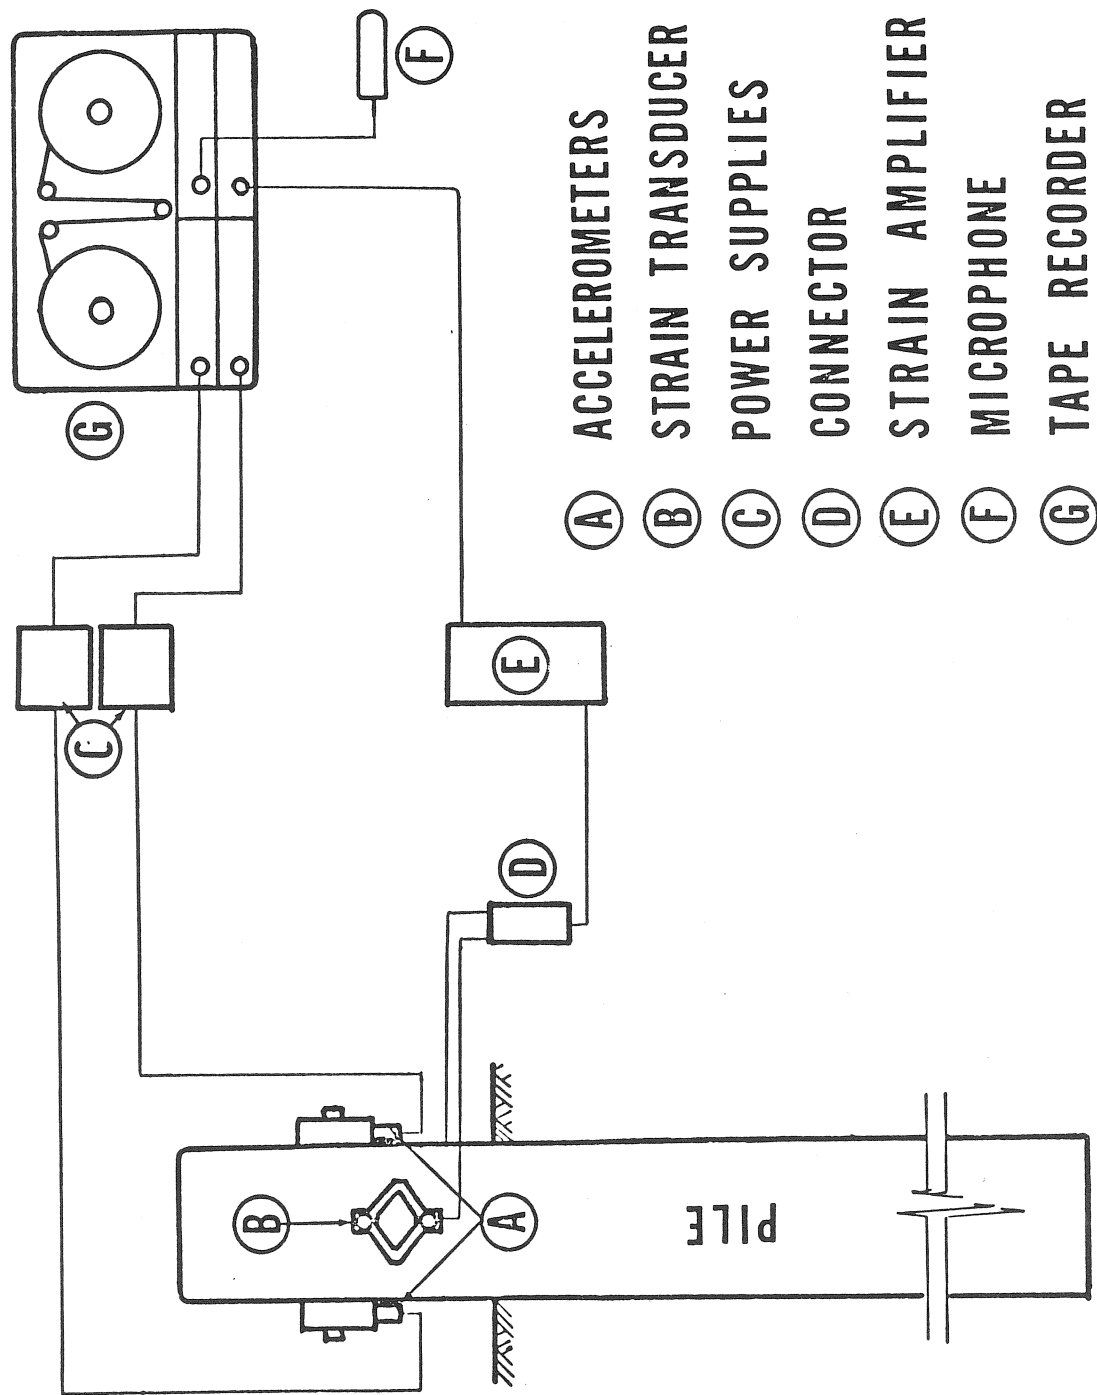 G
F
C
E
D
B
A
PILE
A ACCELEROMETERS
B STRAIN TRANSDUCER
C POWER SUPPLIES
D CONNECTOR
E STRAIN AMPLIFIER
F MICROPHONE
G TAPE RECORDER